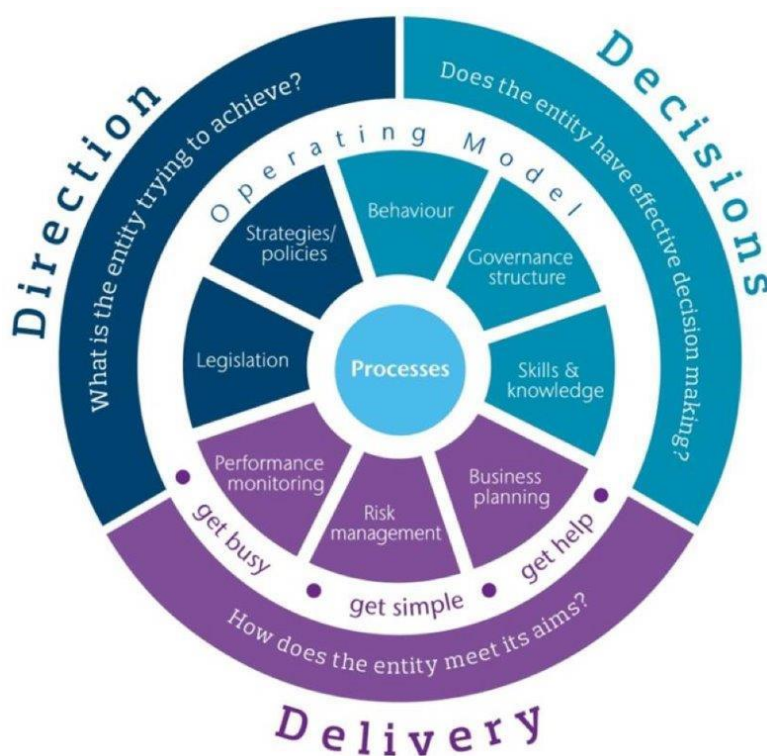 Direction
Decisions
Delivery
What is the entity trying to achieve?
Does the entity have effective decision making?
How does the entity meet its aims?
Operating Model
Strategies/
policies
Behaviour
Governance
structure
Legislation
Processes
Skills &
knowledge
Performance
monitoring
Risk
management
Business
planning
get busy
get simple
get help